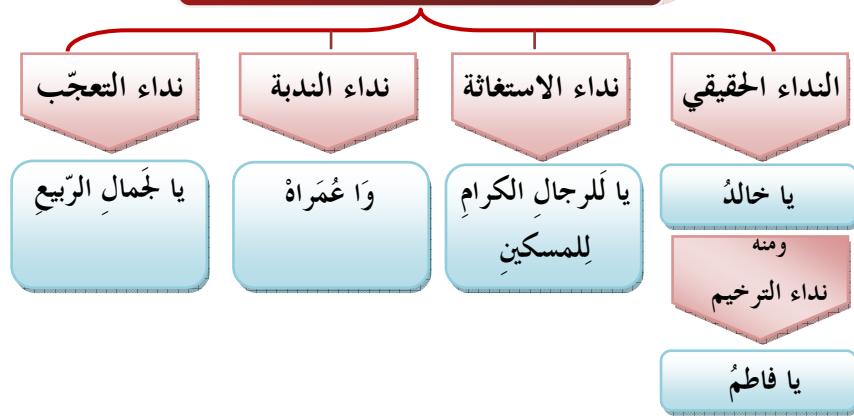 النداء الحقيقي
نداء الاستغاثة
نداء الندبة
نداء التعجّب
يا خالدُ
يا لَلرجالِ الكرامِ
لِلمسكينِ
وَا عُمَراهْ
يا لَجَمالِ الرّبيعِ
ومنه
نداء الترخيم
يا فاطمُ